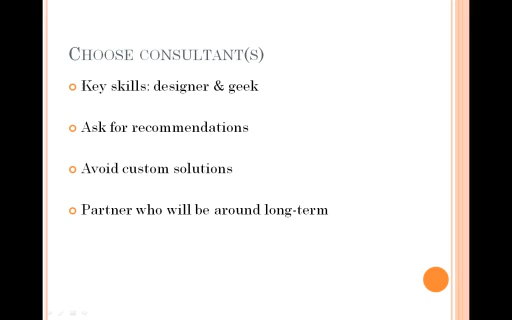 Choose consultant(s)
Key skills: designer & geek
Ask for recommendations
Avoid custom solutions
Partner who will be around long-term